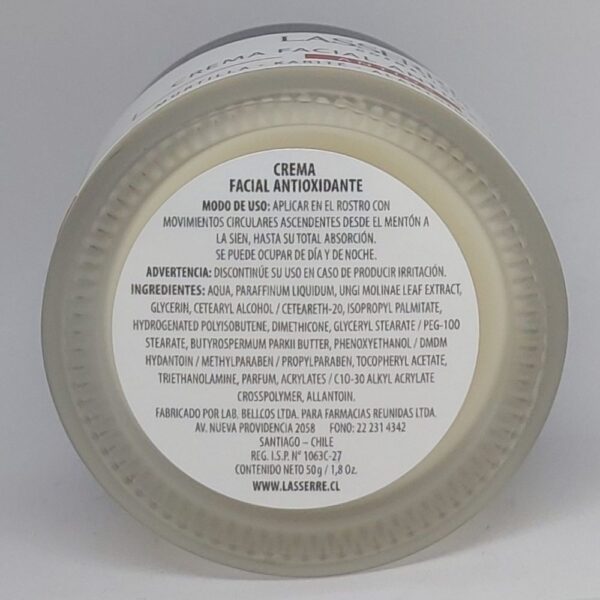 LASSERRE
CREMA FACIAL
CREMA
FACIAL ANTIOXIDANTE
MODO DE USO: APLICAR EN EL ROSTRO CON
MOVIMIENTOS CIRCULARES ASCENDENTES DESDE EL MENTÓN A
LA SIEN, HASTA SU TOTAL ABSORCIÓN.
SE PUEDE OCUPAR DE DÍA Y DE NOCHE.
ADVERTENCIA: DISCONTINÚE SU USO EN CASO DE PRODUCIR IRRITACIÓN.
INGREDIENTES: AQUA, PARAFFINUM LIQUIDUM, UNGI MOLINAE LEAF EXTRACT,
GLYCERIN, CETEARYL ALCOHOL / CETEARETH-20, ISOPROPYL PALMITATE,
HYDROGENATED POLYISOBUTENE, DIMETHICONE, GLYCERYL STEARATE / PEG-100
STEARATE, BUTYROSPERMUM PARKII BUTTER, PHENOXYETHANOL / DMDM
HYDANTOIN / METHYLPARABEN / PROPYLPARABEN, TOCOPHERYL ACETATE,
TRIETHANOLAMINE, PARFUM, ACRYLATES / C10-30 ALKYL ACRYLATE
CROSSPOLYMER, ALLANTOIN.
FABRICADO POR LAB. BELLCOS LTDA. PARA FARMACIAS REUNIDAS LTDA.
AV. NUEVA PROVIDENCIA 2058 FONO: 22 231 4342
SANTIAGO – CHILE
REG. I.S.P. N° 1063C-27
CONTENIDO NETO 50g / 1,8 Oz.
WWW.LASSERRE.CL